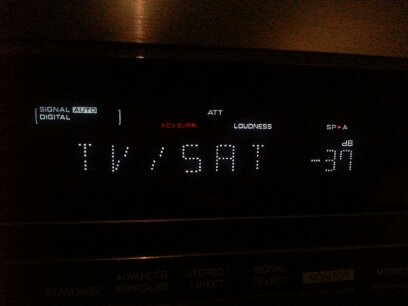 SIGNAL AUTO
DIGITAL
ATT
ADV.SURR. LOUDNESS SP►A
dB
TV/SAT -37
STANDARD ADVANCED SURROUND STEREO/ DIRECT SIGNAL SELECT